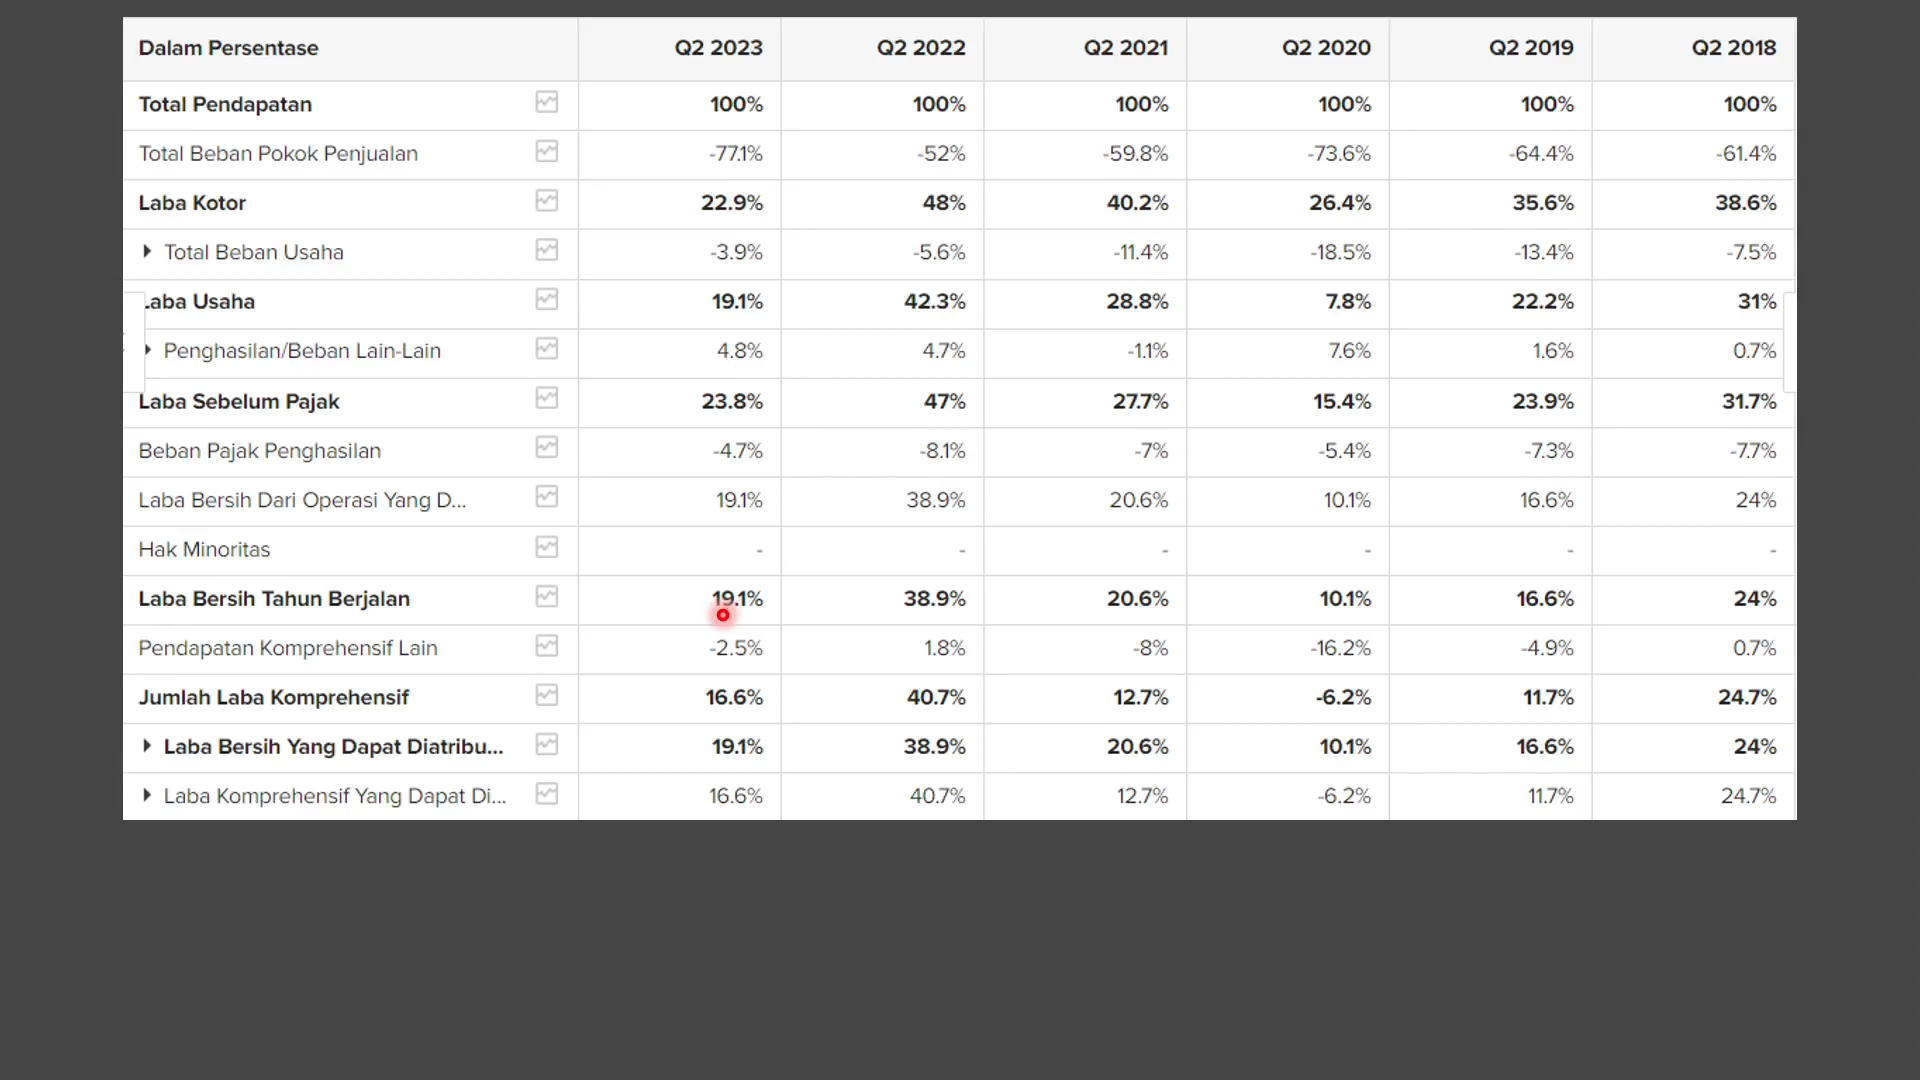 Dalam Persentase Q2 2023 Q2 2022 Q2 2021 Q2 2020 Q2 2019 Q2 2018
Total Pendapatan 100% 100% 100% 100% 100% 100%
Total Beban Pokok Penjualan -77.1% -52% -59.8% -73.6% -64.4% -61.4%
Laba Kotor 22.9% 48% 40.2% 26.4% 35.6% 38.6%
Total Beban Usaha -3.9% -5.6% -11.4% -18.5% -13.4% -7.5%
Laba Usaha 19.1% 42.3% 28.8% 7.8% 22.2% 31%
Penghasilan/Beban Lain-Lain 4.8% 4.7% -1.1% 7.6% 1.6% 0.7%
Laba Sebelum Pajak 23.8% 47% 27.7% 15.4% 23.9% 31.7%
Beban Pajak Penghasilan -4.7% -8.1% -7% -5.4% -7.3% -7.7%
Laba Bersih Dari Operasi Yang D... 19.1% 38.9% 20.6% 10.1% 16.6% 24%
Hak Minoritas - - - - - -
Laba Bersih Tahun Berjalan 19.1% 38.9% 20.6% 10.1% 16.6% 24%
Pendapatan Komprehensif Lain -2.5% 1.8% -8% -16.2% -4.9% 0.7%
Jumlah Laba Komprehensif 16.6% 40.7% 12.7% -6.2% 11.7% 24.7%
Laba Bersih Yang Dapat Diatribu... 19.1% 38.9% 20.6% 10.1% 16.6% 24%
Laba Komprehensif Yang Dapat Di... 16.6% 40.7% 12.7% -6.2% 11.7% 24.7%